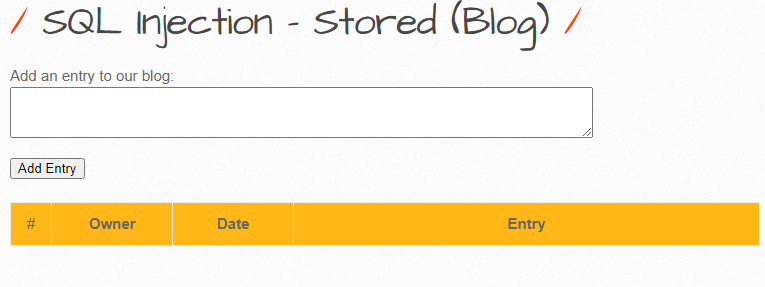 / SQL Injection - Stored (Blog) /
Add an entry to our blog:
Add Entry
# Owner Date Entry